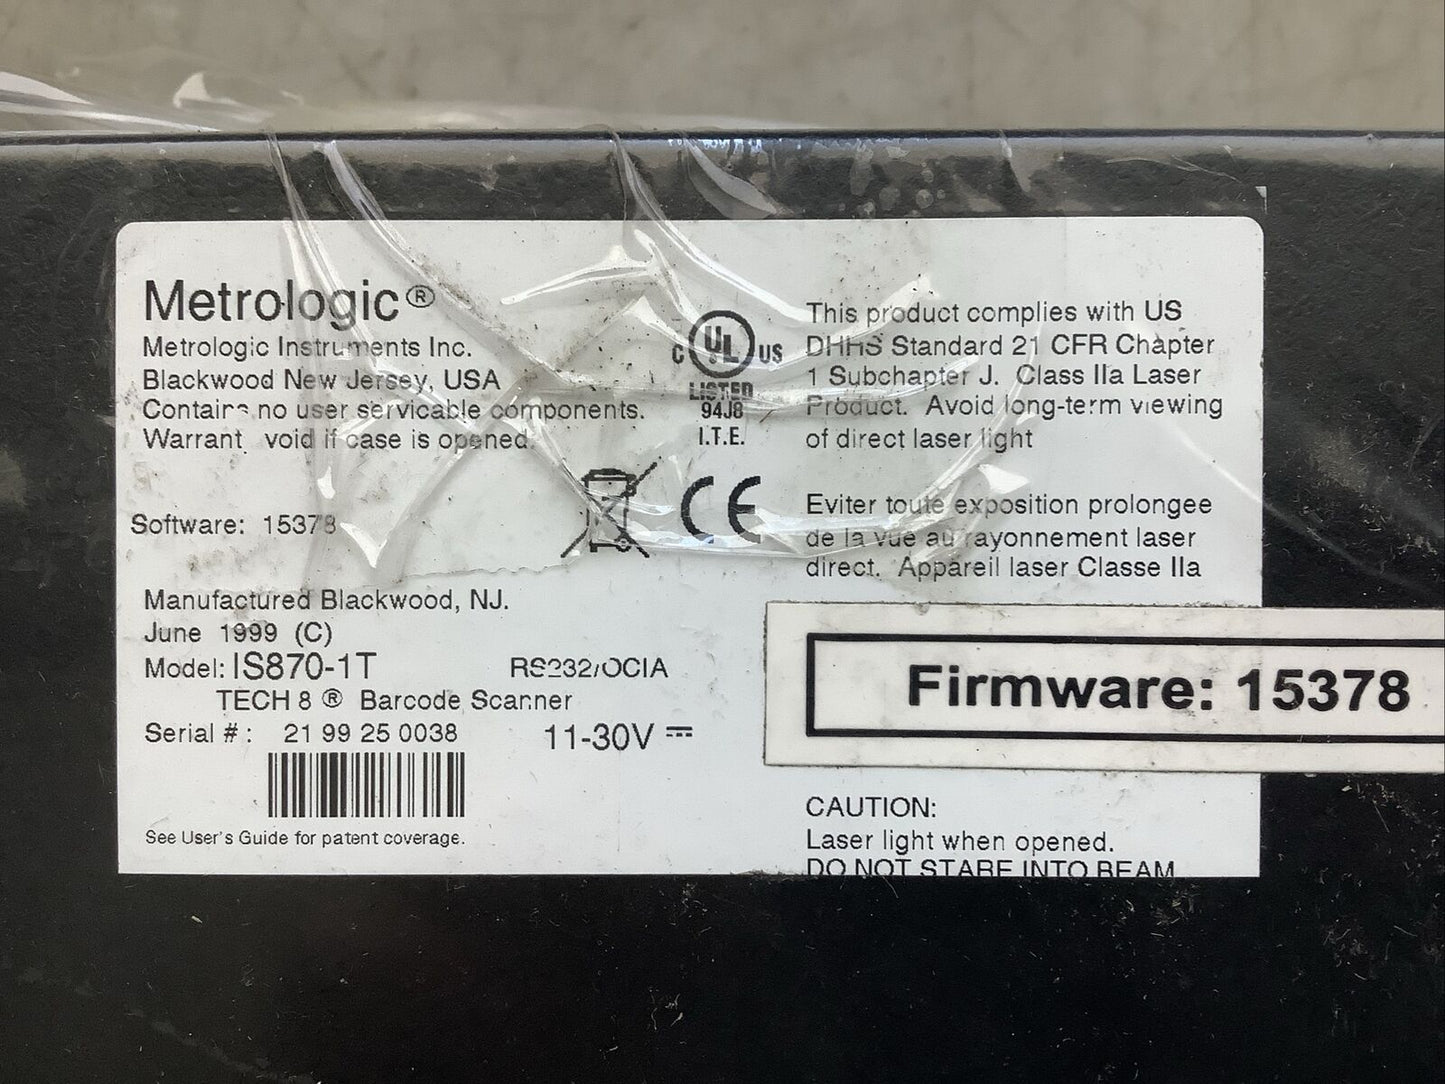 Metrologic®
Metrologic Instruments Inc.
Blackwood New Jersey, USA
Contains no user servicable components.
Warrant void if case is opened.
Software: 15378
Manufactured Blackwood, NJ.
June 1999 (C)
Model: IS870-1T RS232/OCIA
TECH 8 ® Barcode Scanner
Serial #: 21 99 25 0038 11-30V
See User's Guide for patent coverage.
C UL US
LISTED
94J8
I.T.E.
CE
This product complies with US
DHHS Standard 21 CFR Chapter
1 Subchapter J. Class IIa Laser
Product. Avoid long-term viewing
of direct laser light
Eviter toute exposition prolongee
de la vue au rayonnement laser
direct. Appareil laser Classe IIa
Firmware: 15378
CAUTION:
Laser light when opened.
DO NOT STARE INTO BEAM